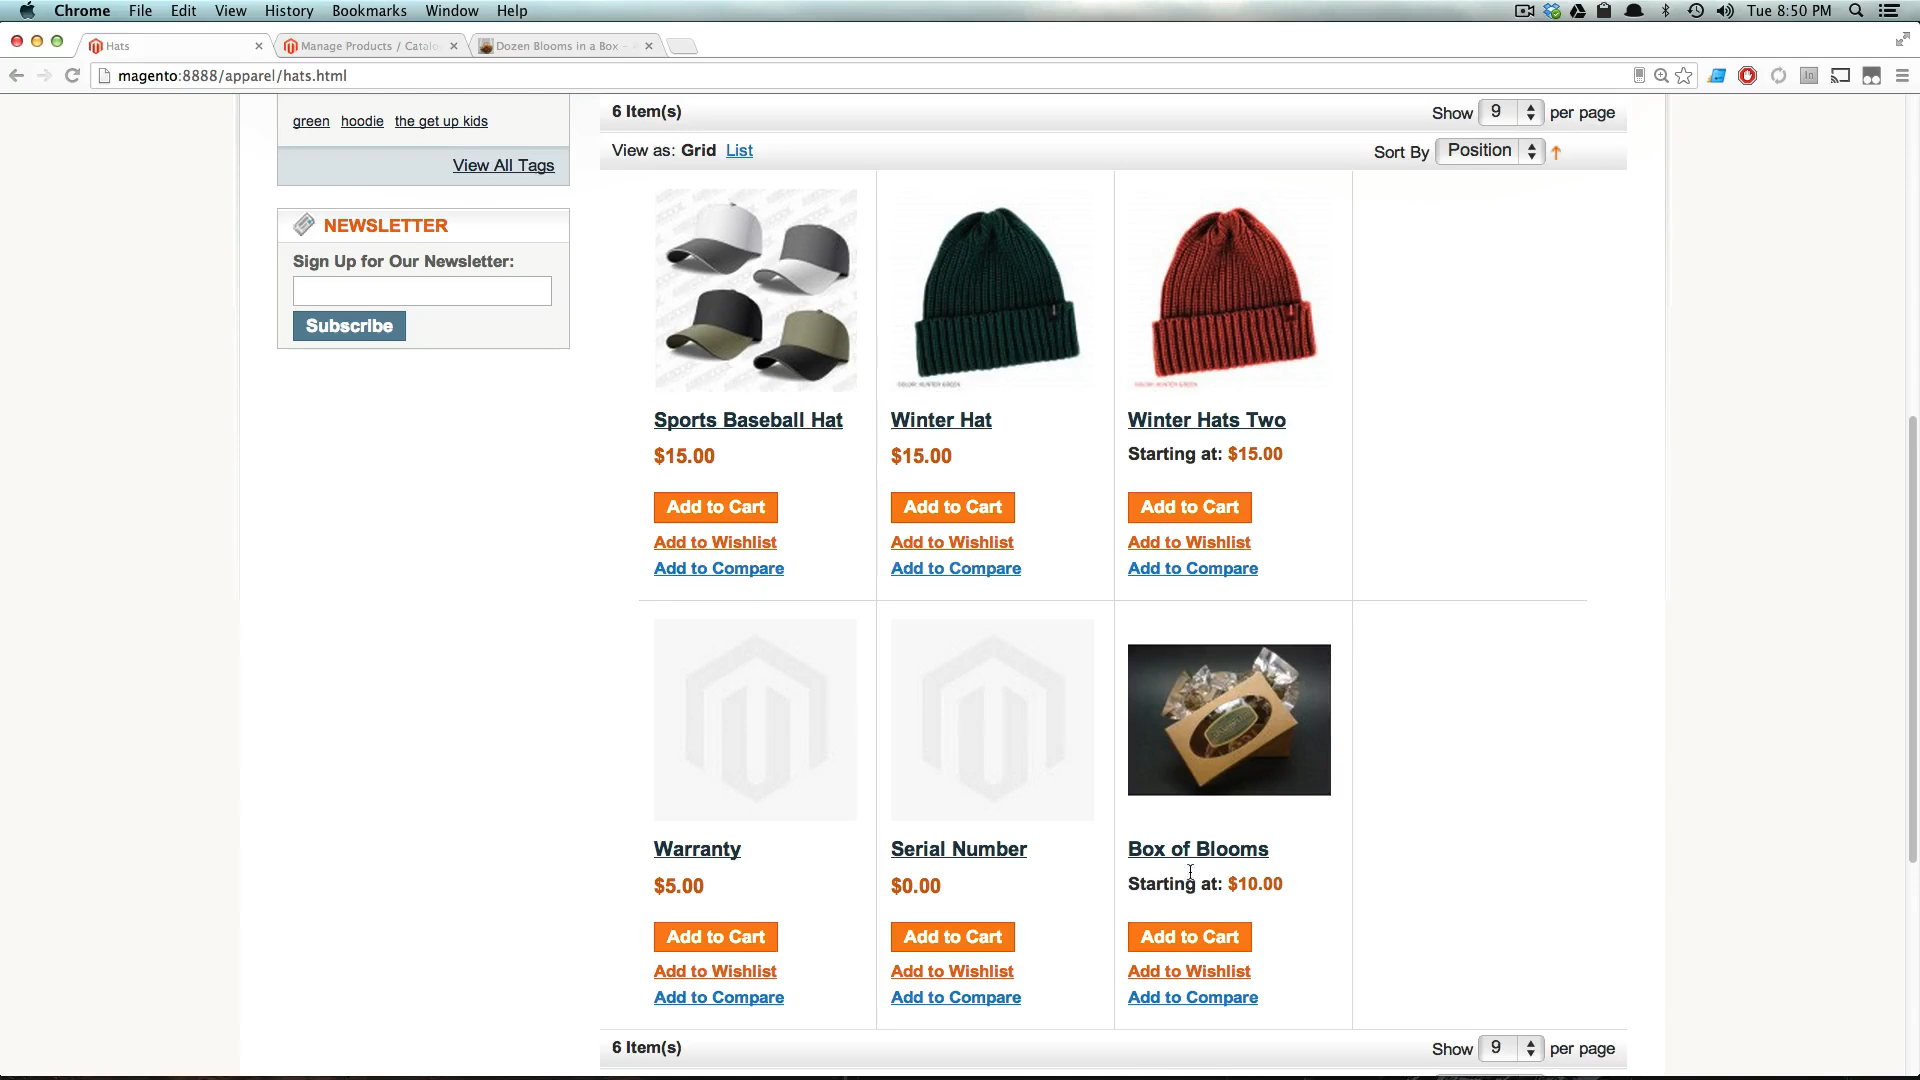 Chrome File Edit View History Bookmarks Window Help Tue 8:50 PM
Hats
Manage Products / Catalo
Dozen Blooms in a Box -
magento:8888/apparel/hats.html
green hoodie the get up kids
View All Tags
NEWSLETTER
Sign Up for Our Newsletter:
Subscribe
6 Item(s) Show 9 per page
View as: Grid List Sort By Position
COLOR: HUNTER GREEN
COLOR: HUNTER GREEN
Sports Baseball Hat
$15.00
Add to Cart
Add to Wishlist
Add to Compare
Winter Hat
$15.00
Add to Cart
Add to Wishlist
Add to Compare
Winter Hats Two
Starting at: $15.00
Add to Cart
Add to Wishlist
Add to Compare
Warranty
$5.00
Add to Cart
Add to Wishlist
Add to Compare
Serial Number
$0.00
Add to Cart
Add to Wishlist
Add to Compare
Box of Blooms
Starting at: $10.00
Add to Cart
Add to Wishlist
Add to Compare
6 Item(s) Show 9 per page